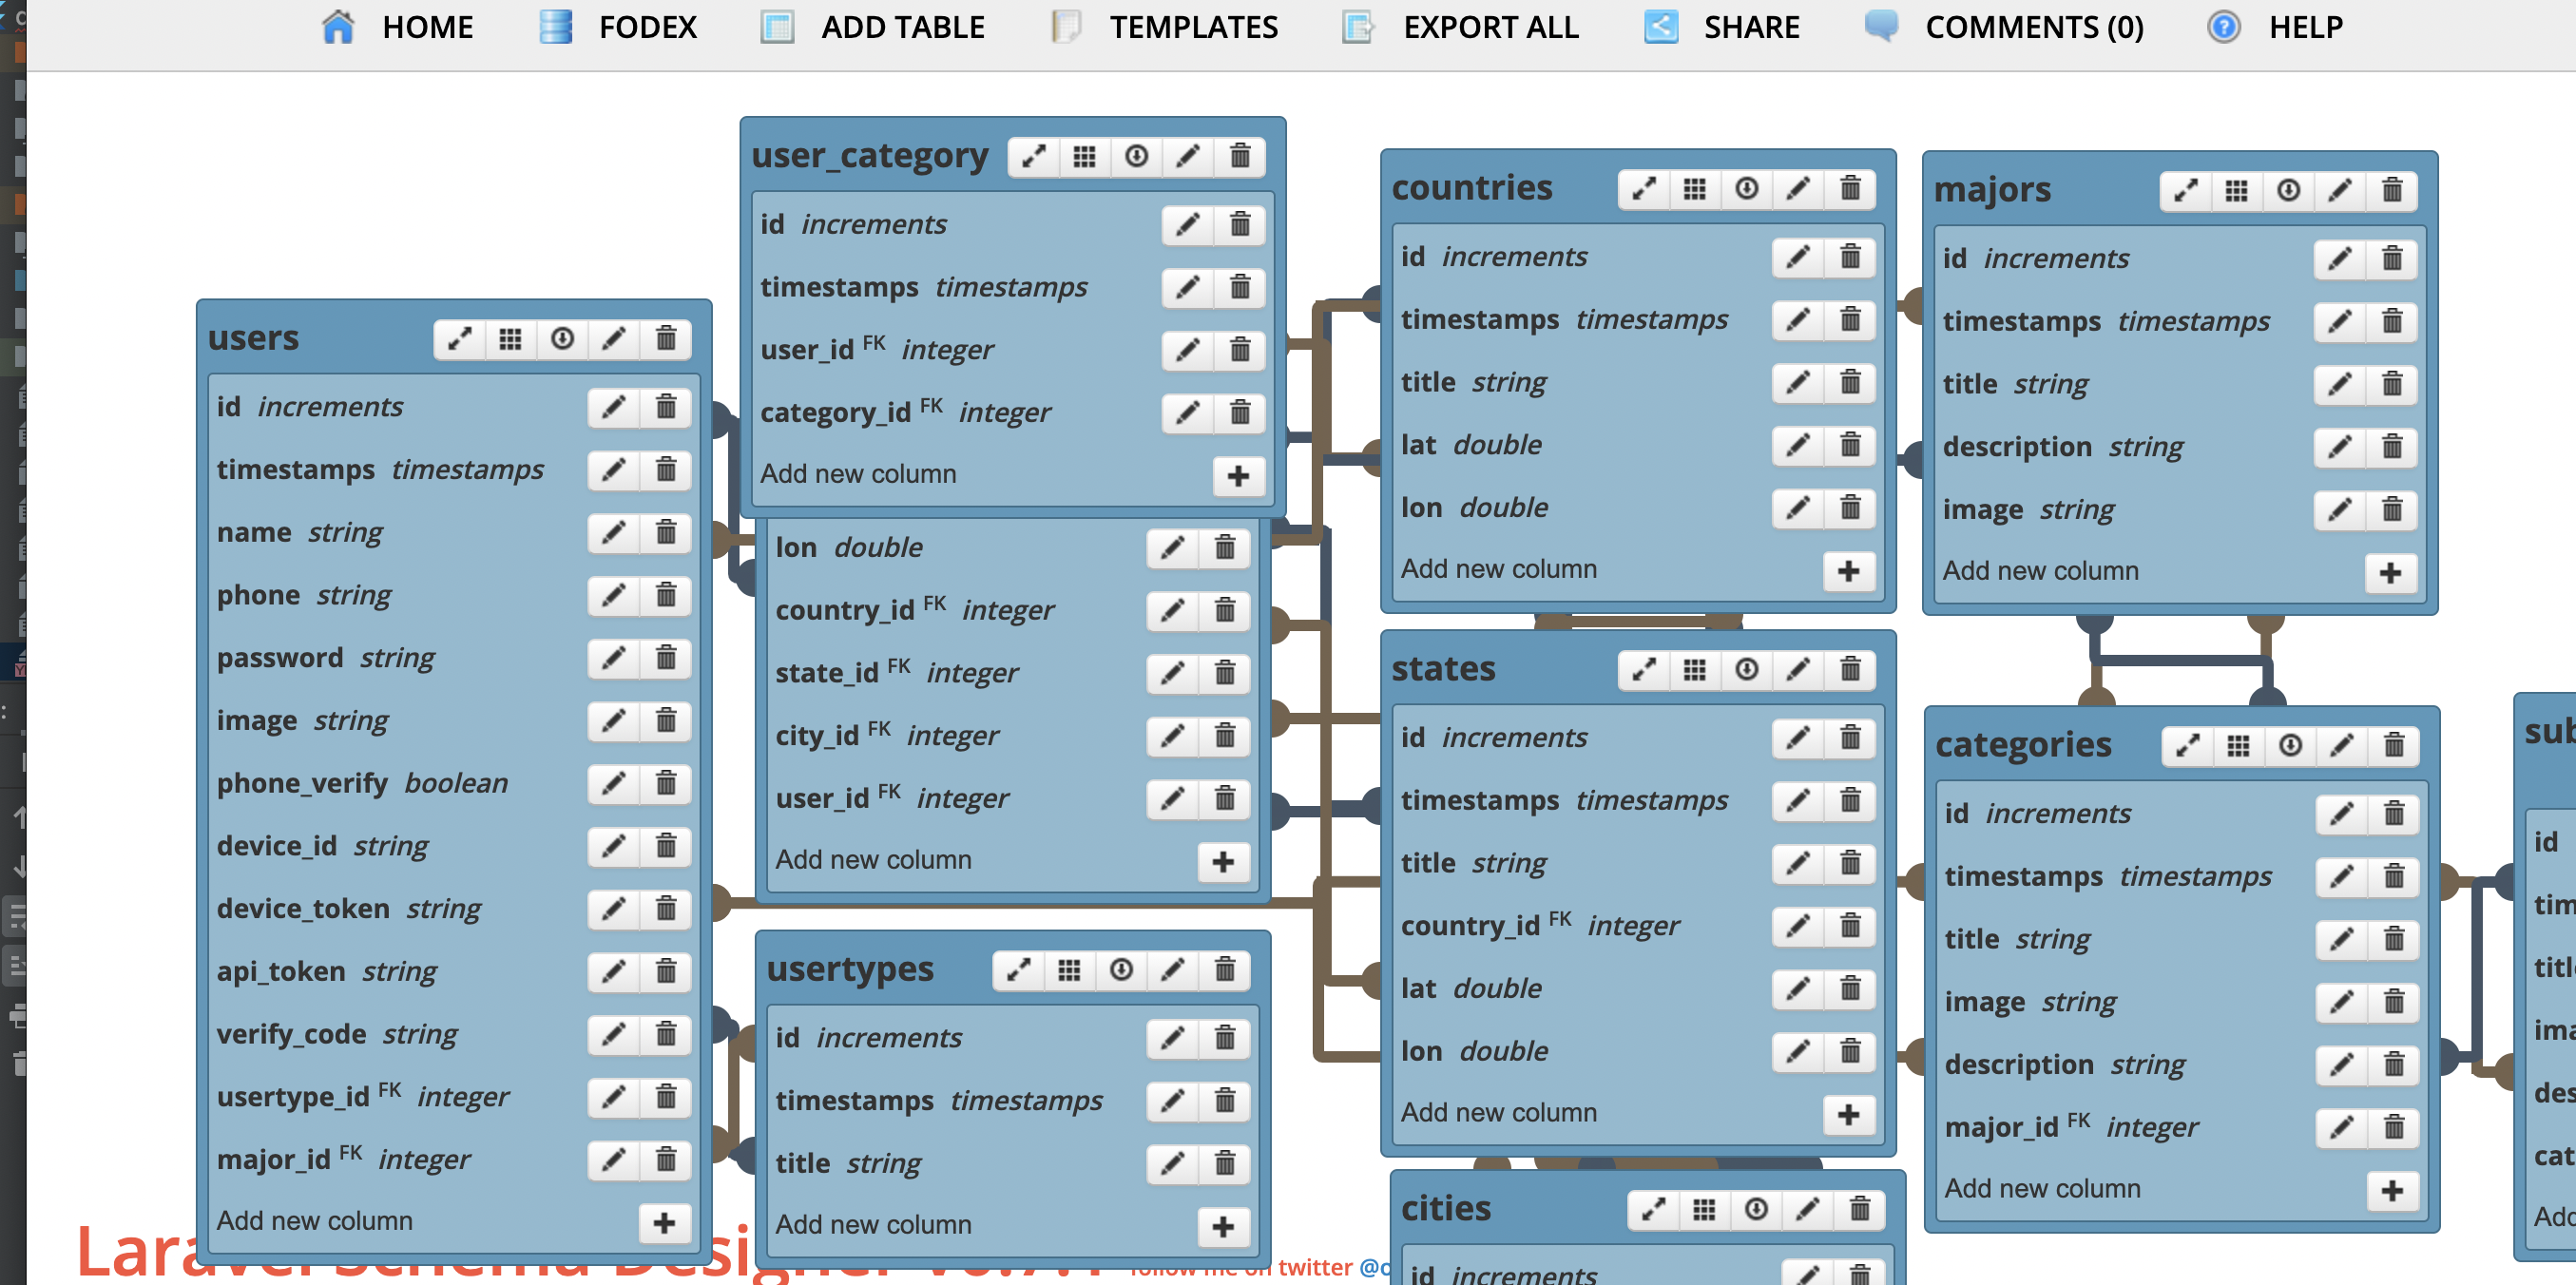 HOME FODEX ADD TABLE TEMPLATES EXPORT ALL SHARE COMMENTS (0) HELP
user_category
id increments
timestamps timestamps
user_id FK integer
category_id FK integer
Add new column
countries
id increments
timestamps timestamps
title string
lat double
lon double
Add new column
majors
id increments
timestamps timestamps
title string
description string
image string
Add new column
users
id increments
timestamps timestamps
name string
phone string
password string
image string
phone_verify boolean
device_id string
device_token string
api_token string
verify_code string
usertype_id FK integer
major_id FK integer
Add new column
lon double
country_id FK integer
state_id FK integer
city_id FK integer
user_id FK integer
Add new column
states
id increments
timestamps timestamps
title string
country_id FK integer
lat double
lon double
Add new column
categories
id increments
timestamps timestamps
title string
image string
description string
major_id FK integer
Add new column
sub
id
tim
titl
ima
des
cat
Add
usertypes
id increments
timestamps timestamps
title string
Add new column
cities
id increments
Laravel Schema Designer
follow me on twitter @o